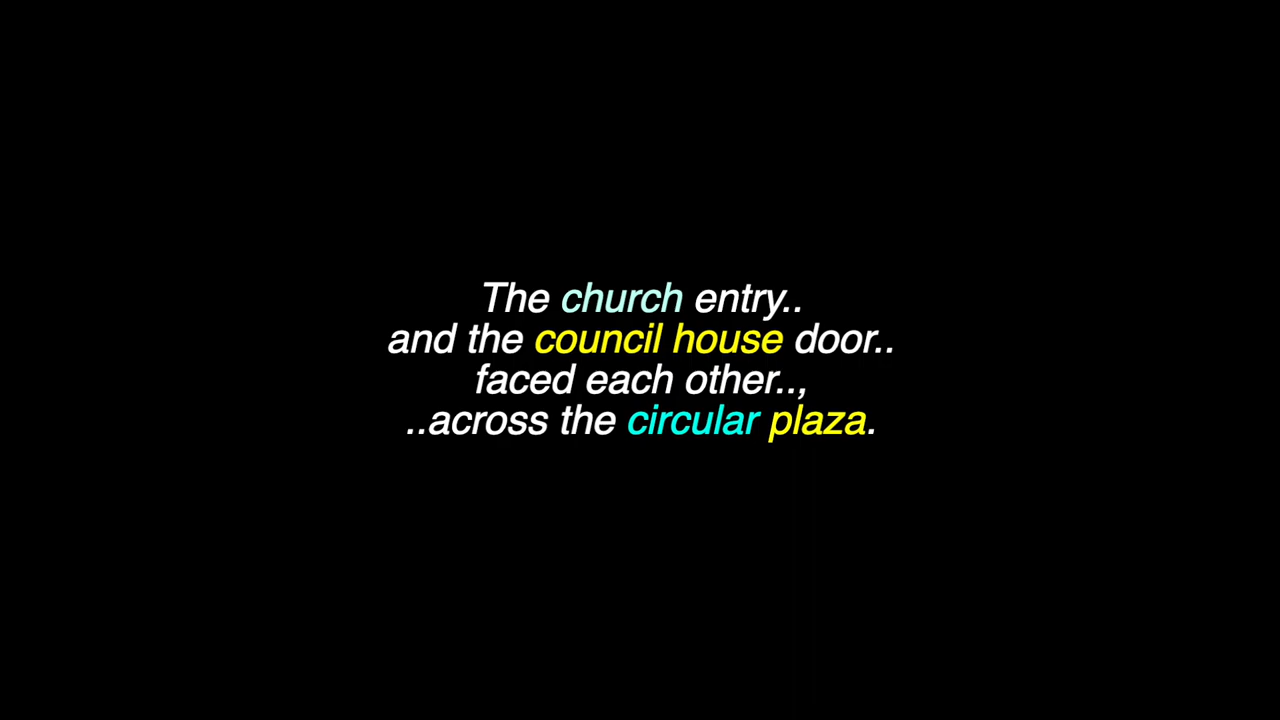 The church entry..
and the council house door..
faced each other..,
..across the circular plaza.